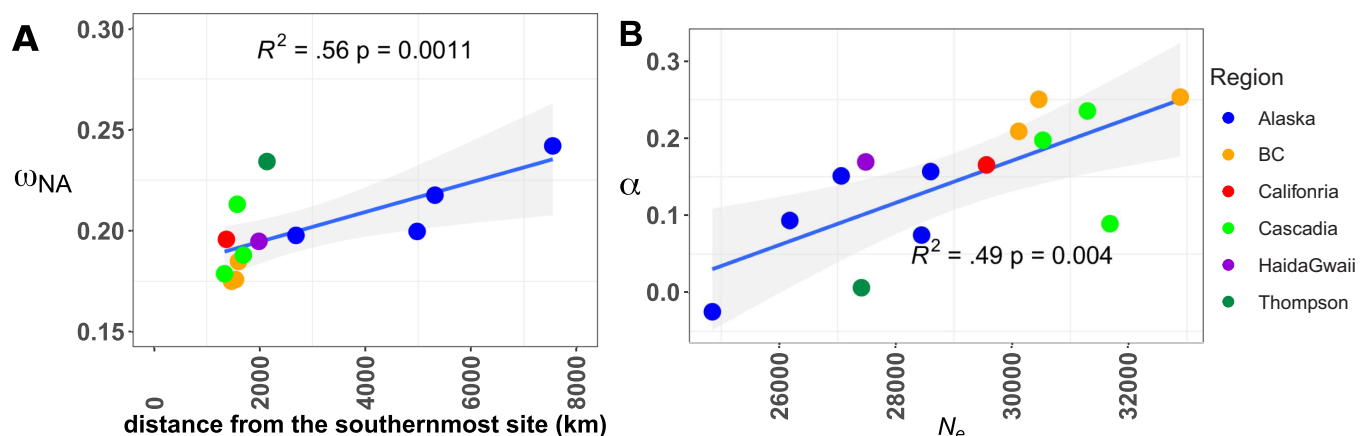 A
0.30
0.25
0.20
0.15
ωNA
R² = .56 p = 0.0011
0
2000
4000
6000
8000
distance from the southernmost site (km)
B
0.3
0.2
0.1
0.0
α
R² = .49 p = 0.004
26000
28000
30000
32000
Ne
Region
Alaska
BC
Califonria
Cascadia
HaidaGwaii
Thompson